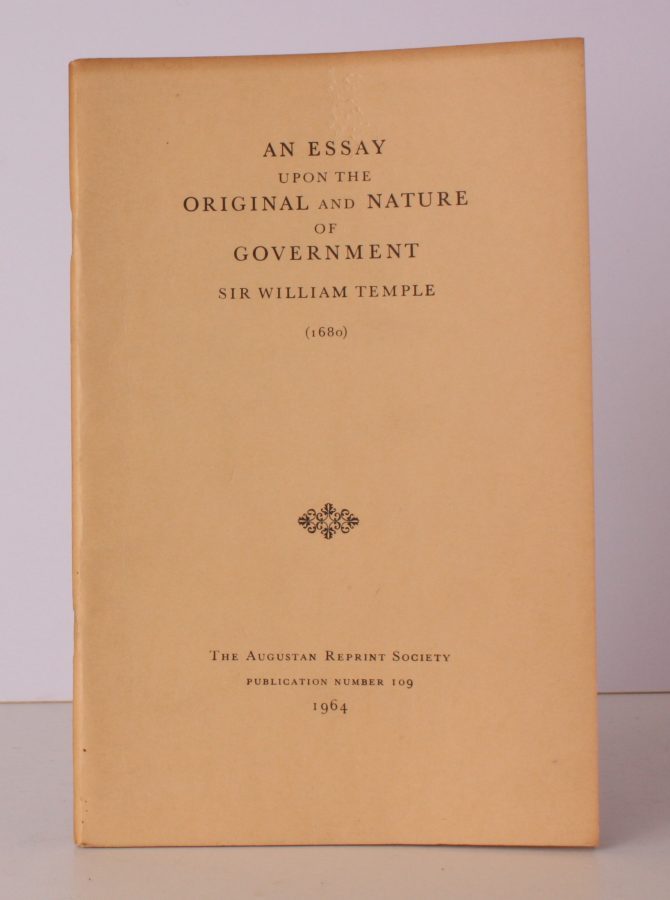 AN ESSAY
UPON THE
ORIGINAL AND NATURE
OF
GOVERNMENT
SIR WILLIAM TEMPLE
(1680)
THE AUGUSTAN REPRINT SOCIETY
PUBLICATION NUMBER 109
1964